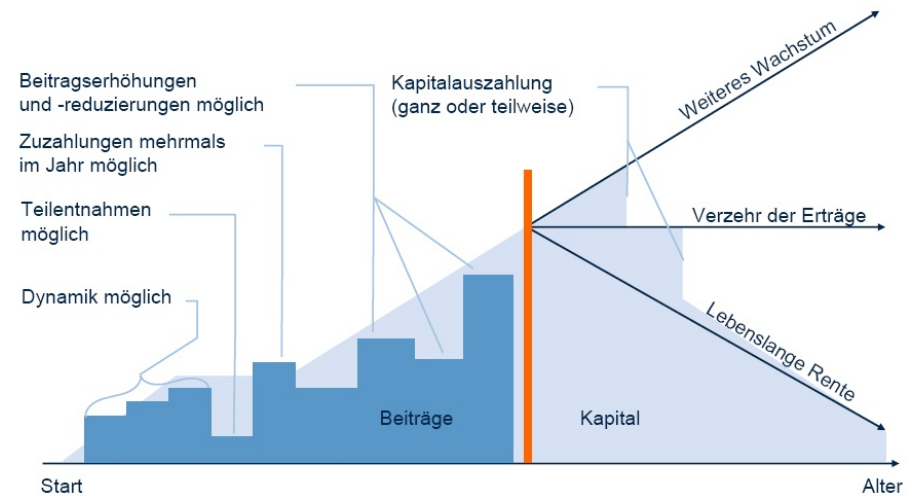 Beitragserhöhungen
und -reduzierungen möglich
Zuzahlungen mehrmals
im Jahr möglich
Teilentnahmen
möglich
Dynamik möglich
Kapitalauszahlung
(ganz oder teilweise)
Weiteres Wachstum
Verzehr der Erträge
Lebenslange Rente
Beiträge
Kapital
Start
Alter